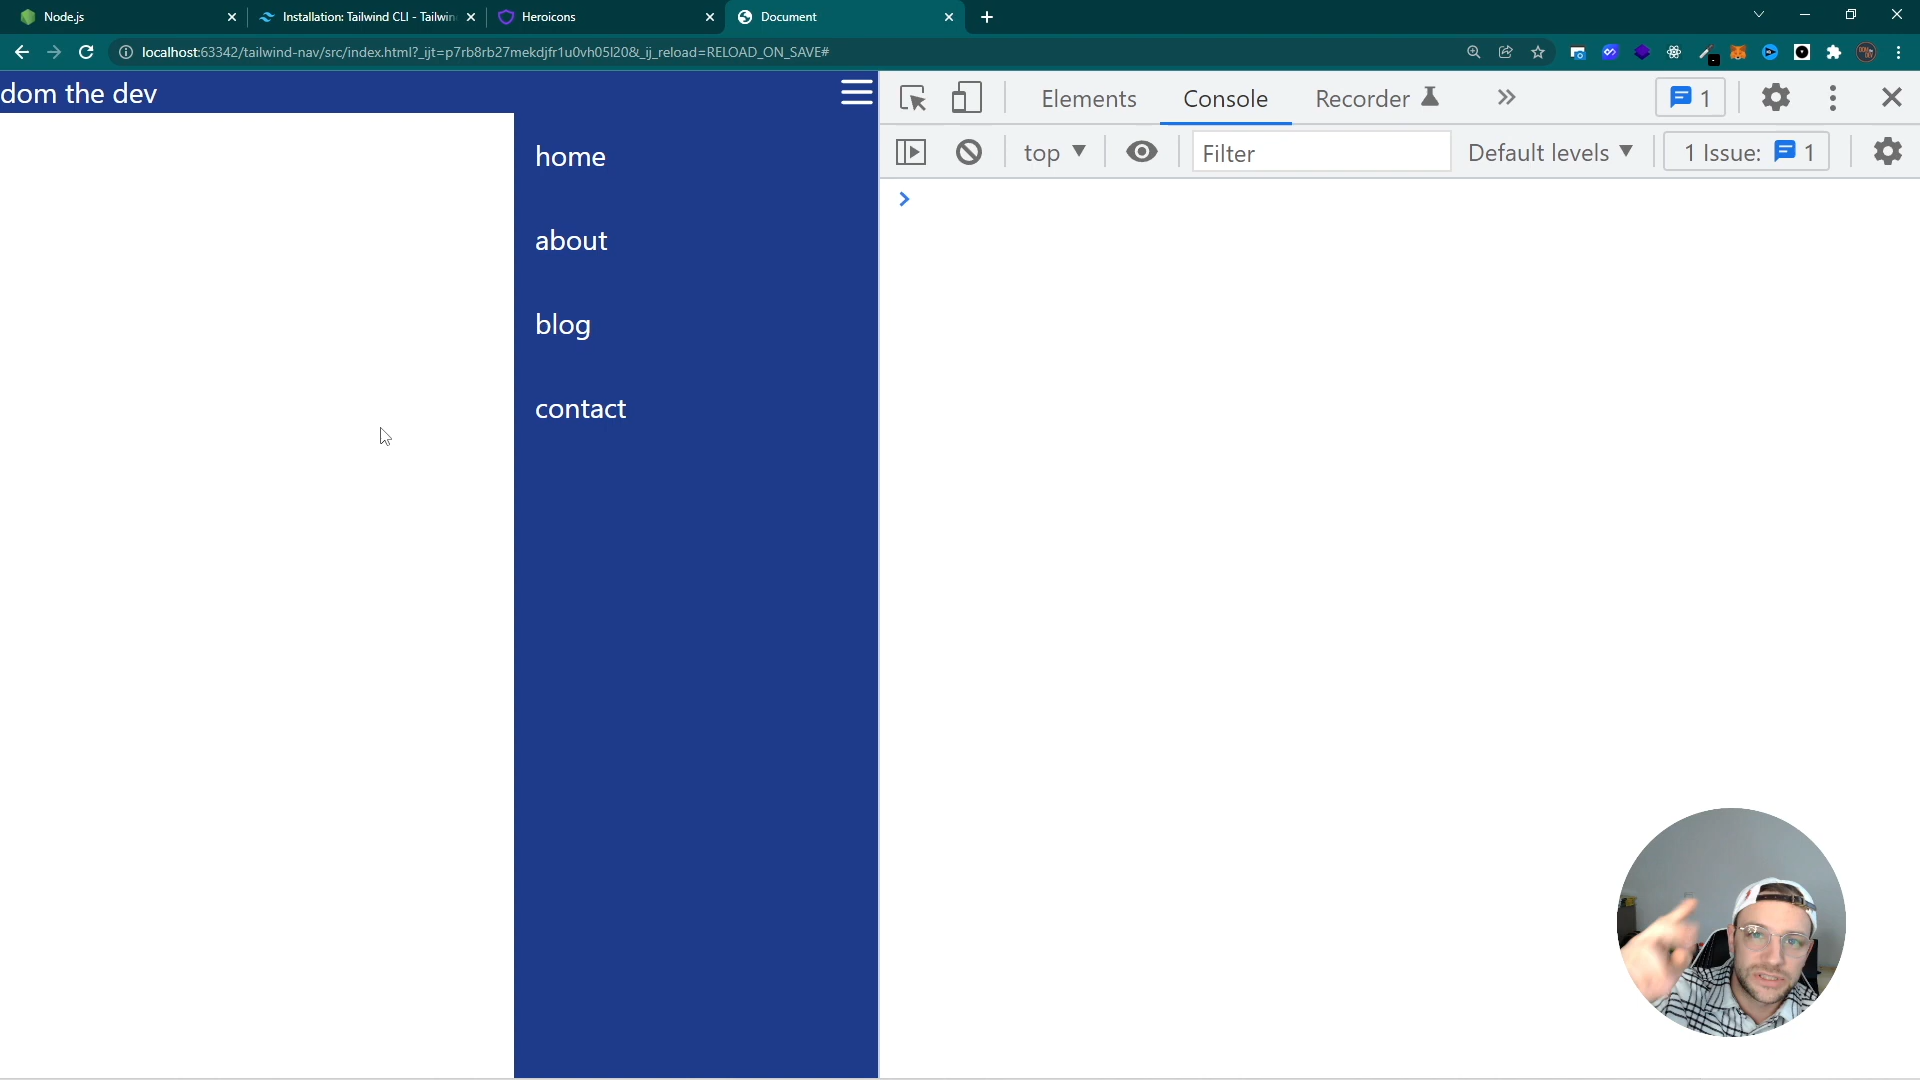 Node.js
Installation: Tailwind CLI - Tailwin
Heroicons
Document
localhost:63342/tailwind-nav/src/index.html?_ijt=p7rb8rb27mekdjfr1u0vh05l20&_ij_reload=RELOAD_ON_SAVE#
dom the dev
home
about
blog
contact
Elements
Console
Recorder
1
top
Filter
Default levels
1 Issue: 1